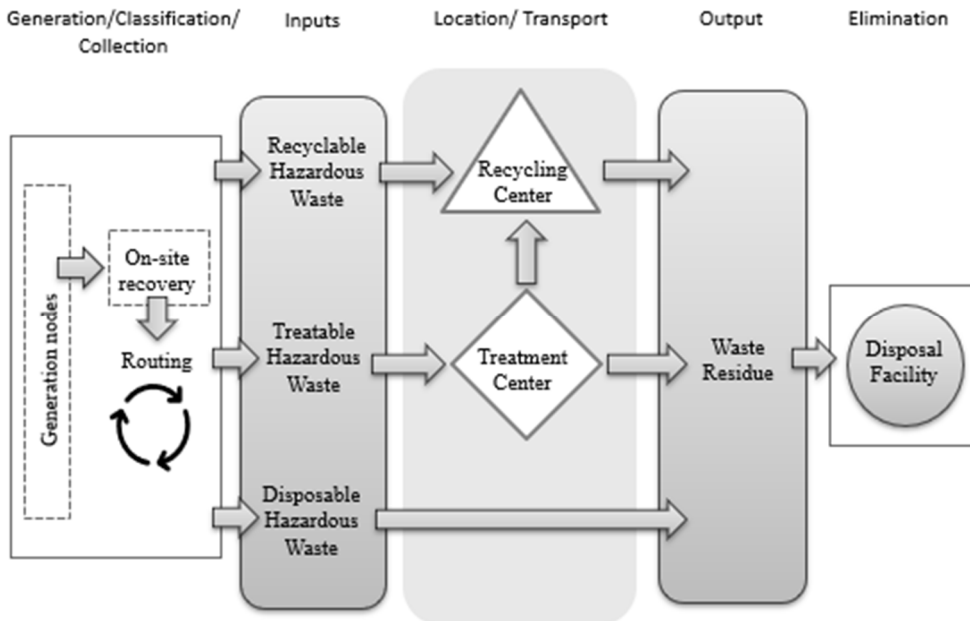 Generation/Classification/
Collection
Inputs
Location/ Transport
Output
Elimination
Generation nodes
On-site
recovery
Routing
Recyclable
Hazardous
Waste
Treatable
Hazardous
Waste
Disposable
Hazardous
Waste
Recycling
Center
Treatment
Center
Waste
Residue
Disposal
Facility